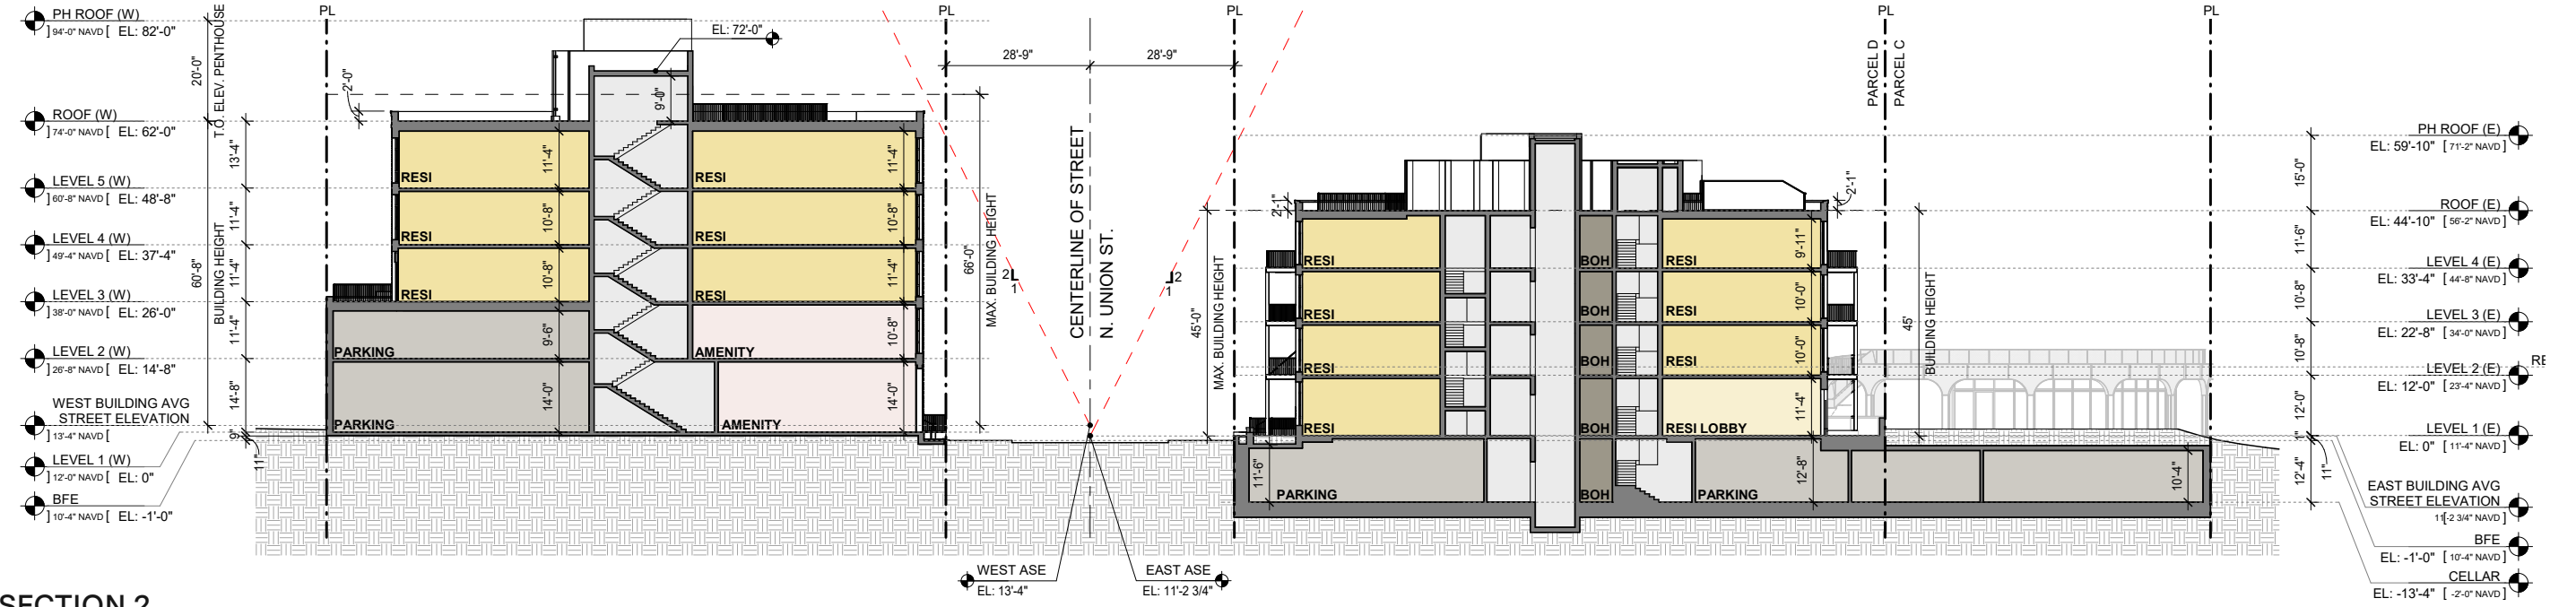 PH ROOF (W)
]94'-0" NAVD [ EL: 82'-0"
ROOF (W)
]74'-0" NAVD [ EL: 62'-0"
LEVEL 5 (W)
]60'-8" NAVD [ EL: 48'-8"
LEVEL 4 (W)
]49'-4" NAVD [ EL: 37'-4"
LEVEL 3 (W)
]38'-0" NAVD [ EL: 26'-0"
LEVEL 2 (W)
]26'-8" NAVD [ EL: 14'-8"
WEST BUILDING AVG
STREET ELEVATION
]13'-4" NAVD [
LEVEL 1 (W)
]12'-0" NAVD [ EL: 0"
BFE
]10'-4" NAVD [ EL: -1'-0"
20'-0"
T.O. ELEV. PENTHOUSE
60'-8"
BUILDING HEIGHT
13'-4"
11'-4"
11'-4"
11'-4"
14'-8"
9"
11"
PL
2'-0"
EL: 72'-0"
9'-0"
RESI
11'-4"
RESI
11'-4"
RESI
10'-8"
RESI
10'-8"
RESI
10'-8"
RESI
11'-4"
PARKING
9'-6"
AMENITY
10'-8"
PARKING
14'-0"
AMENITY
14'-0"
PL
28'-9"
28'-9"
PL
66'-0"
MAX. BUILDING HEIGHT
2
1
CENTERLINE OF STREET
N. UNION ST.
2
1
45'-0"
MAX. BUILDING HEIGHT
WEST ASE
EL: 13'-4"
EAST ASE
EL: 11'-2 3/4"
2'-1"
RESI
BOH
RESI
9'-11"
RESI
BOH
RESI
10'-0"
RESI
BOH
RESI
10'-0"
RESI
BOH
RESI LOBBY
11'-4"
11'-6"
PARKING
BOH
PARKING
12'-8"
10'-4"
2'-1"
PL
PARCEL D
PARCEL C
PL
45'
BUILDING HEIGHT
15'-0"
11'-6"
10'-8"
10'-8"
12'-0"
1"
12'-4"
11"
PH ROOF (E)
EL: 59'-10" [ 71'-2" NAVD ]
ROOF (E)
EL: 44'-10" [ 56'-2" NAVD ]
LEVEL 4 (E)
EL: 33'-4" [ 44'-8" NAVD ]
LEVEL 3 (E)
EL: 22'-8" [ 34'-0" NAVD ]
RE
LEVEL 2 (E)
EL: 12'-0" [ 23'-4" NAVD ]
LEVEL 1 (E)
EL: 0" [ 11'-4" NAVD ]
EAST BUILDING AVG
STREET ELEVATION
11[-2 3/4" NAVD ]
BFE
EL: -1'-0" [ 10'-4" NAVD ]
CELLAR
EL: -13'-4" [ -2'-0" NAVD ]
SECTION 2